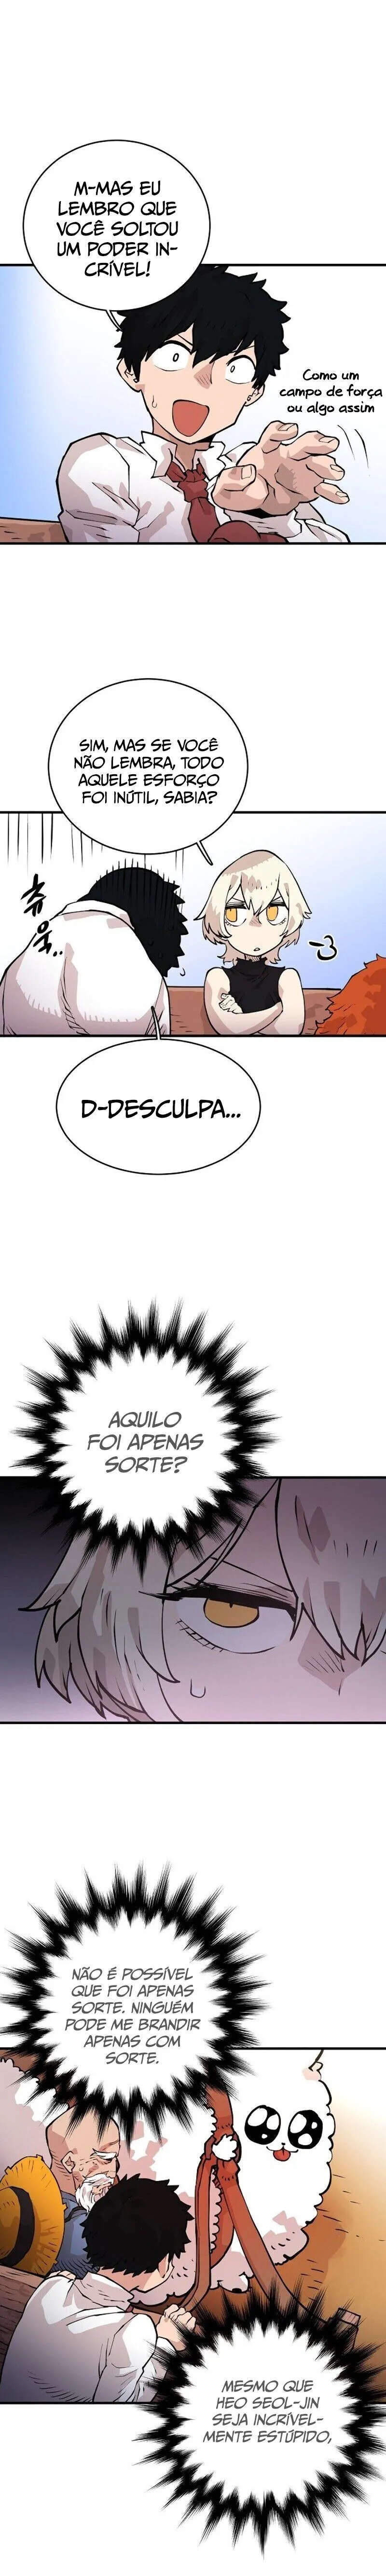 M-MAS EU
LEMBRO QUE
VOCÊ SOLTOU
UM PODER IN-
CRÍVEL!
Como um
campo de força
ou algo assim
SIM, MAS SE VOCÊ
NÃO LEMBRA, TODO
AQUELE ESFORÇO
FOI INÚTIL, SABIA?
D-DESCULPA...
AQUILO
FOI APENAS
SORTE?
NÃO É POSSÍVEL
QUE FOI APENAS
SORTE. NINGUÉM
PODE ME BRANDIR
APENAS COM
SORTE.
MESMO QUE
HEO SEOL-JIN
SEJA INCRÍVEL-
MENTE ESTÚPIDO,